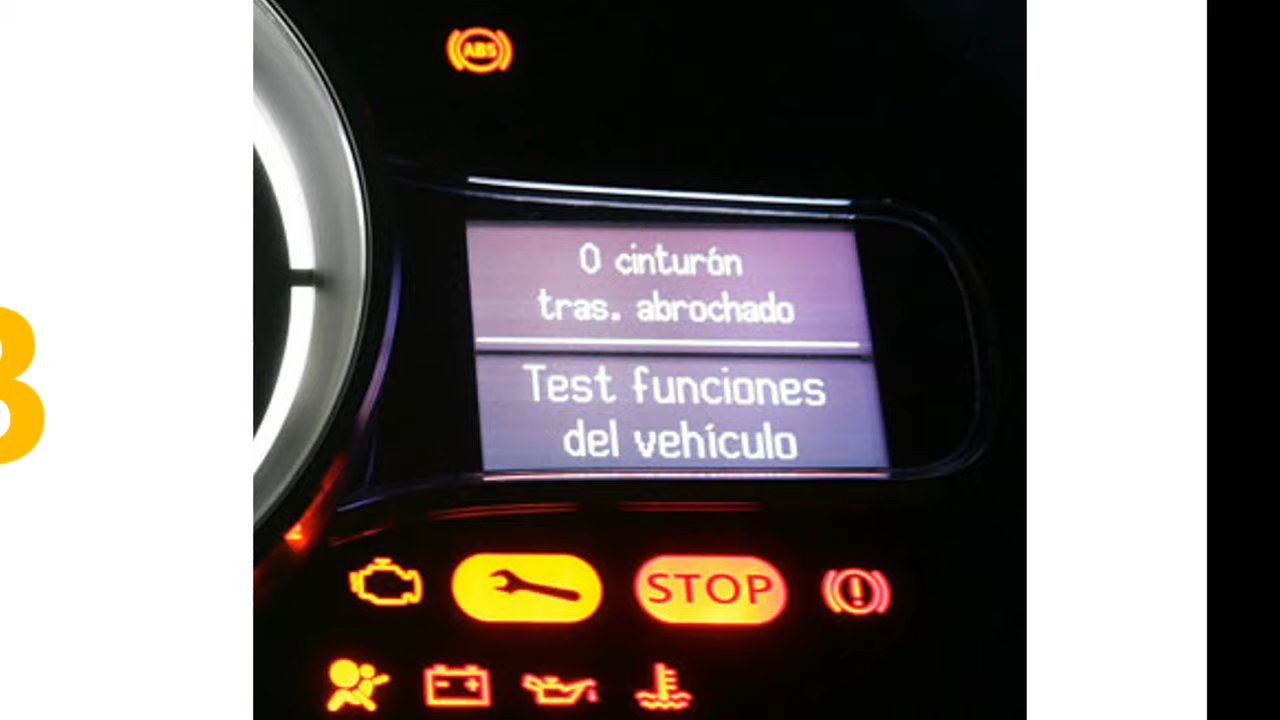 ABS
0 cinturón
tras. abrochado
Test funciones
del vehículo
STOP